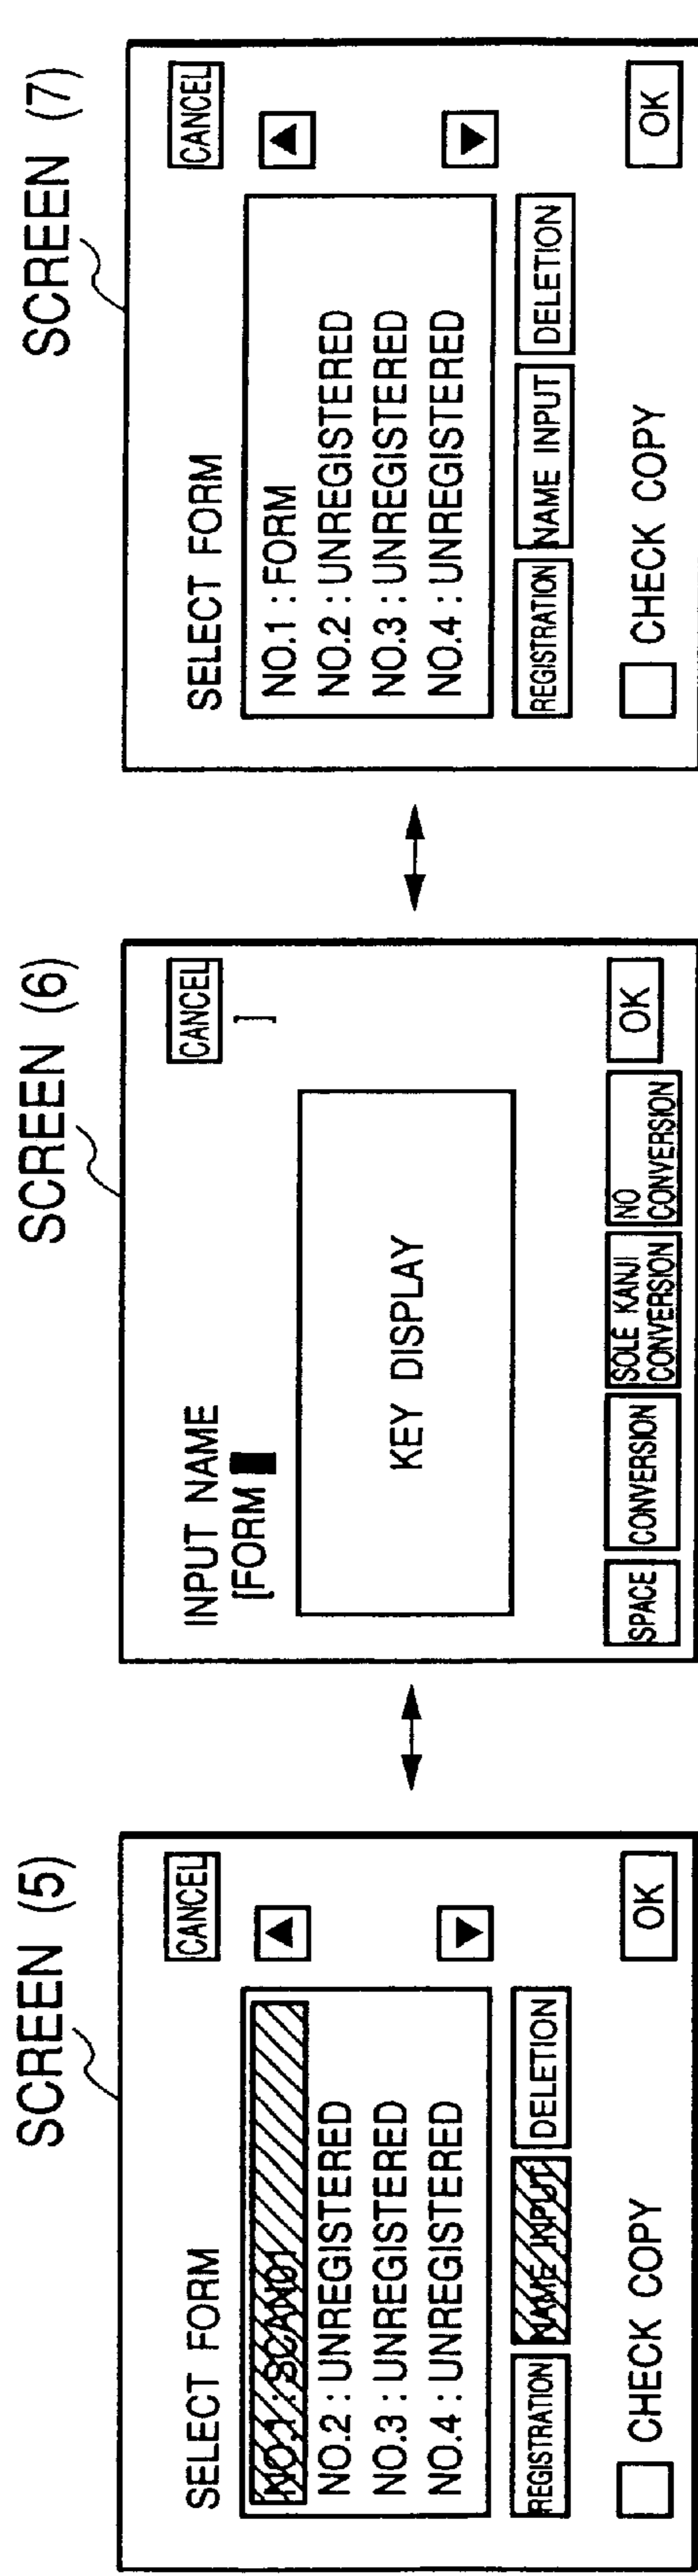 SCREEN (5)
CANCEL
SELECT FORM
▲
NO.1 : SCAN01
NO.2 : UNREGISTERED
NO.3 : UNREGISTERED
NO.4 : UNREGISTERED
▼
REGISTRATION NAME INPUT DELETION
CHECK COPY OK
SCREEN (6)
CANCEL
INPUT NAME
[FORM ]
KEY DISPLAY
SPACE CONVERSION SOLE KANJI
CONVERSION NO
CONVERSION OK
SCREEN (7)
CANCEL
SELECT FORM
▲
NO.1 : FORM
NO.2 : UNREGISTERED
NO.3 : UNREGISTERED
NO.4 : UNREGISTERED
▼
REGISTRATION NAME INPUT DELETION
CHECK COPY OK